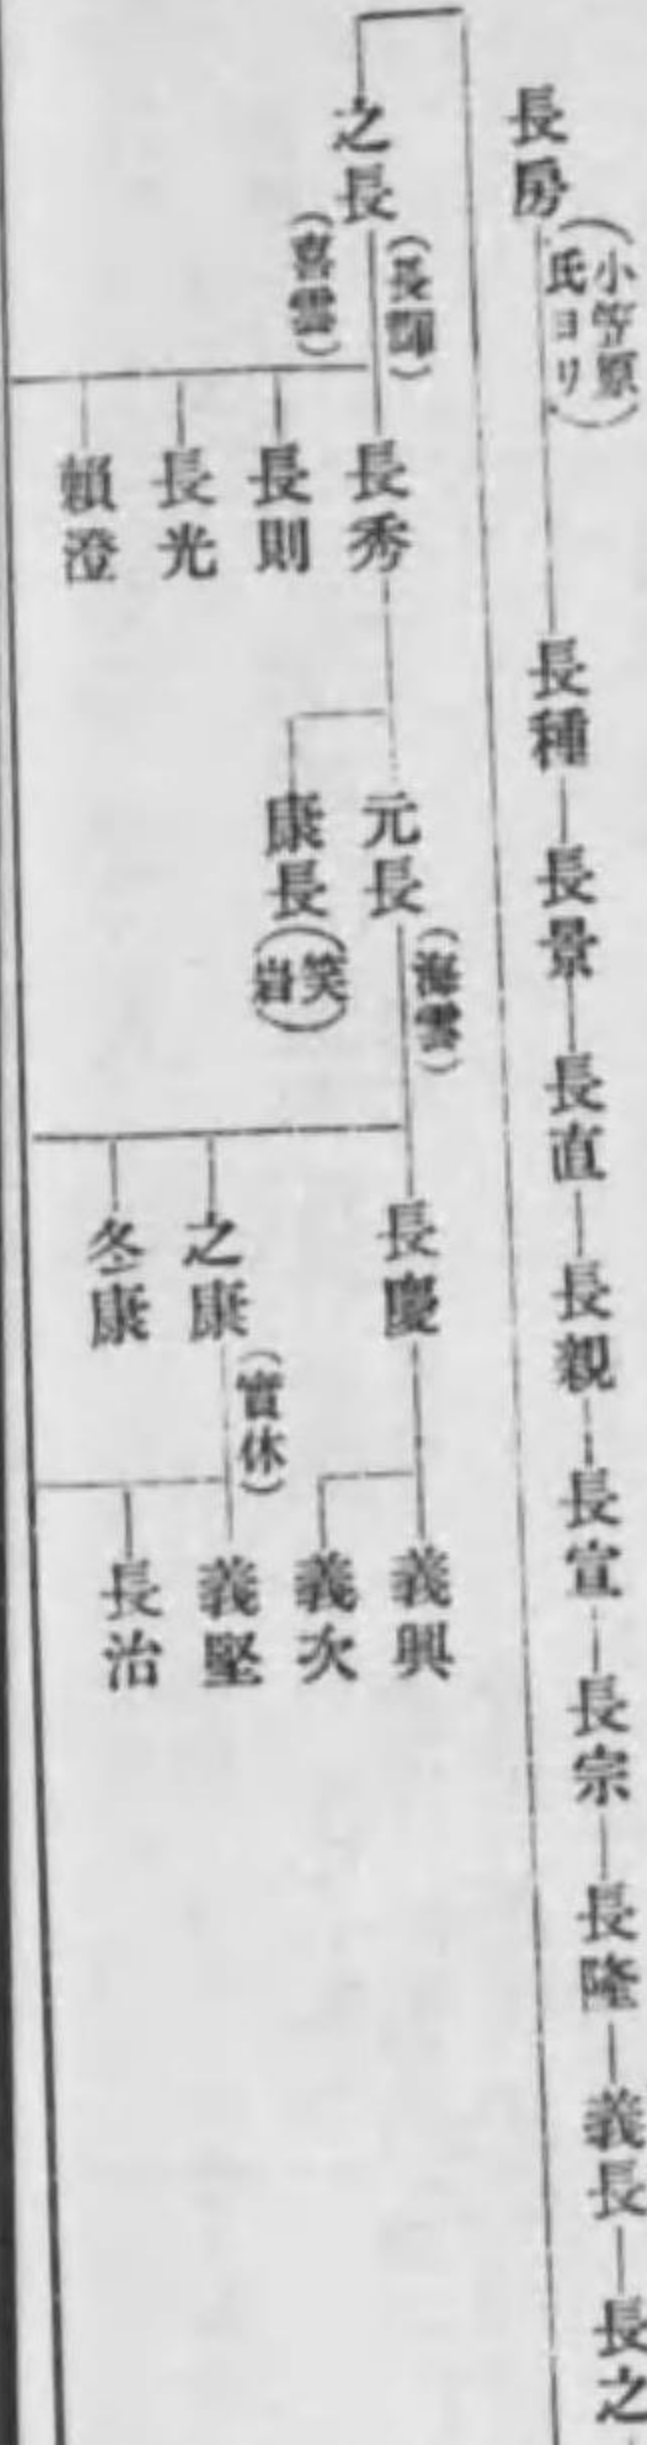 長房(小笠原氏ヨリ)―長種―長景―長直―長親―長宣―長宗―長隆―義長―長之
之長(長輝)(喜雲)
長秀
長則
長光
頼澄
元長(海雲)
康長(笑岩)
長慶
之康(實休)
冬康
義興
義次
義堅
長治